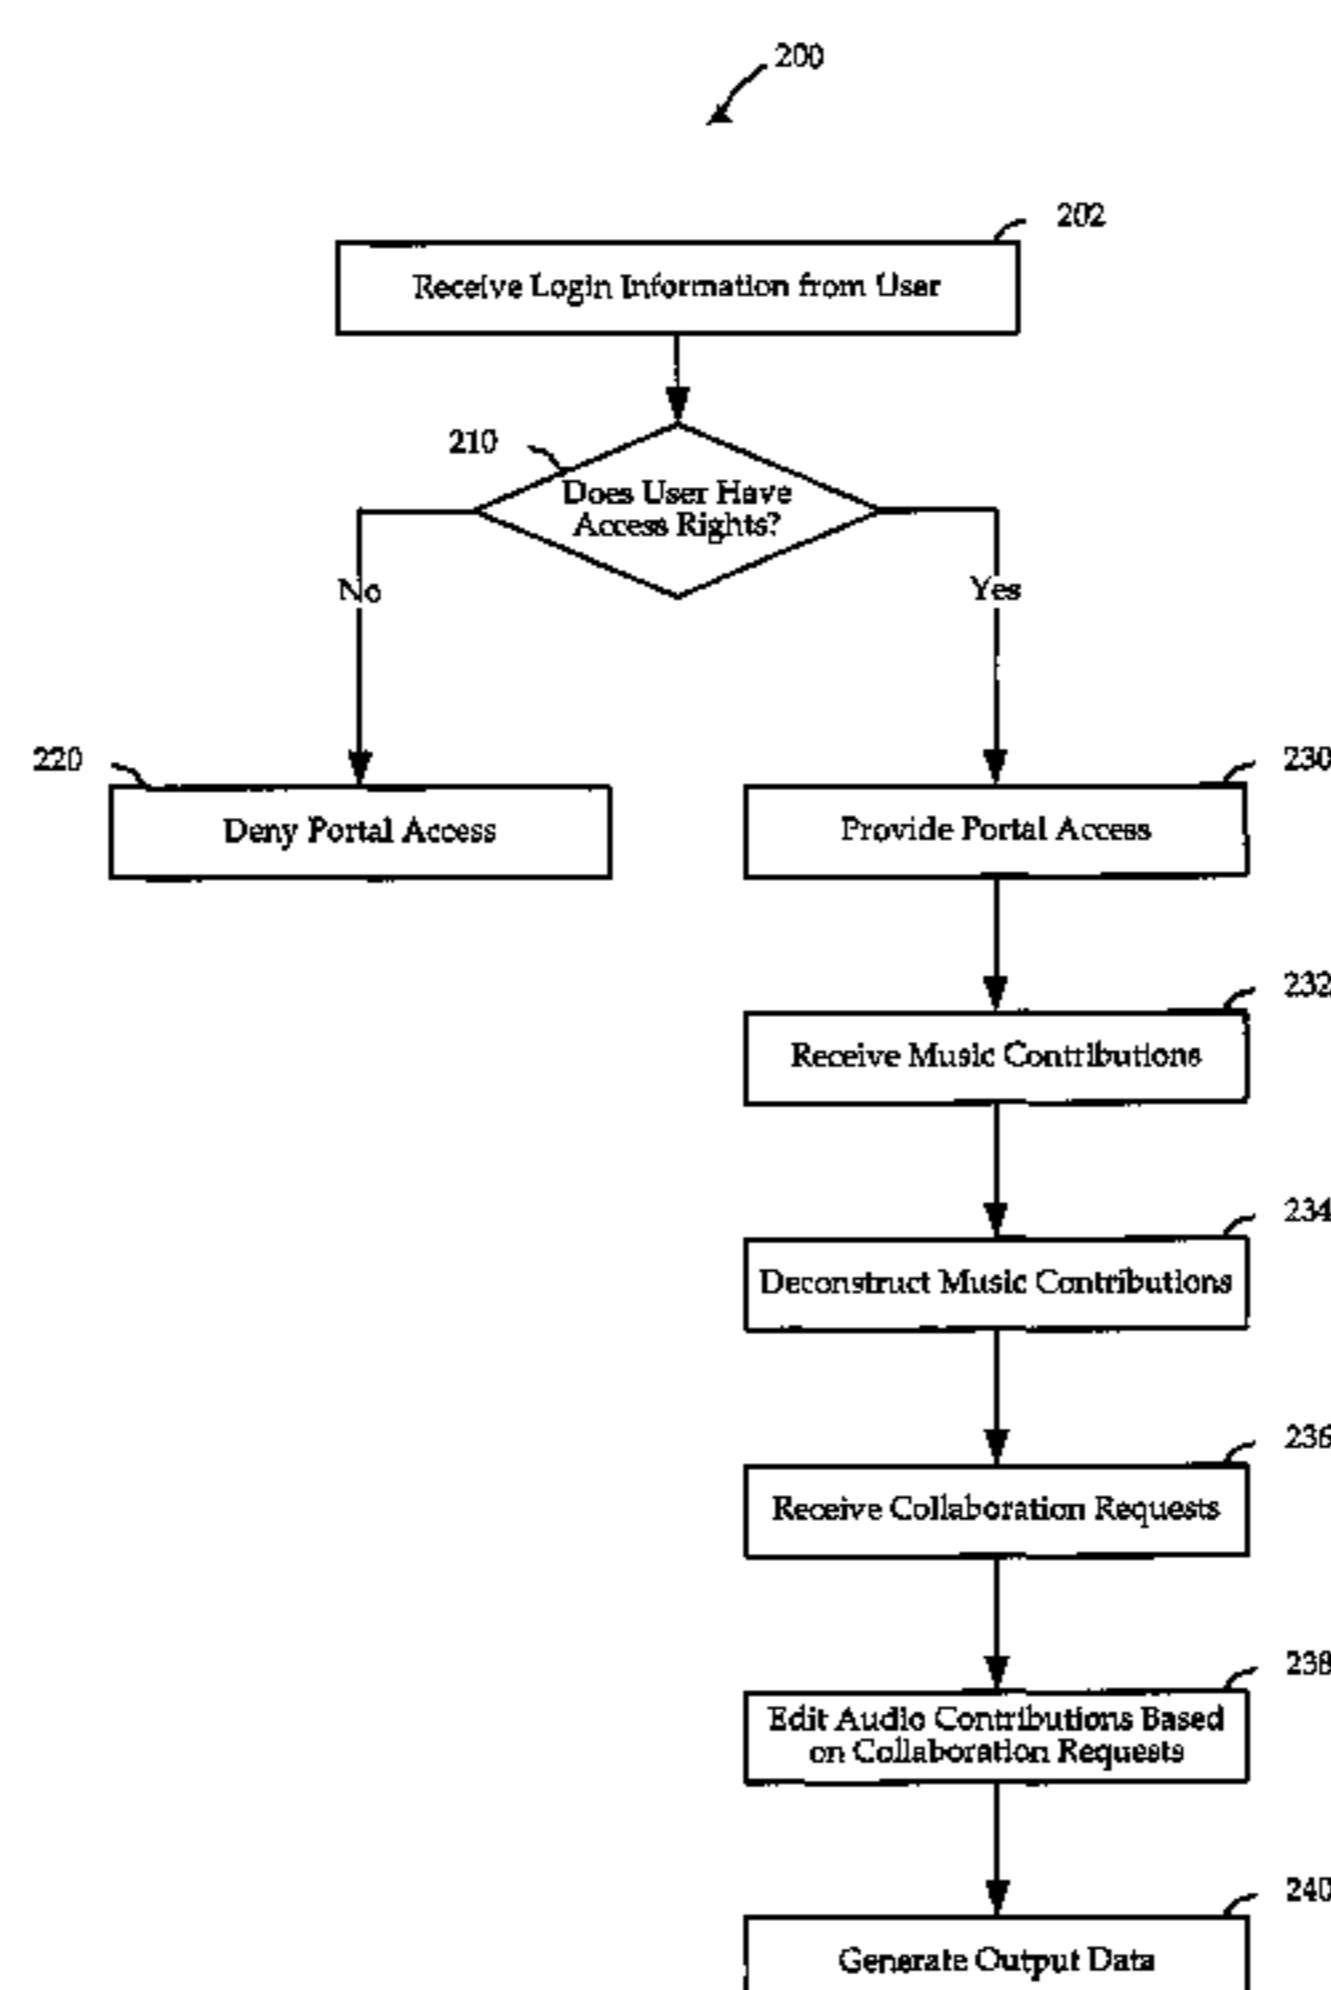 200
202
Receive Login Information from User
210
Does User Have
Access Rights?
No
Yes
220
Deny Portal Access
230
Provide Portal Access
232
Receive Music Contributions
234
Deconstruct Music Contributions
236
Receive Collaboration Requests
238
Edit Audio Contributions Based
on Collaboration Requests
240
Generate Output Data